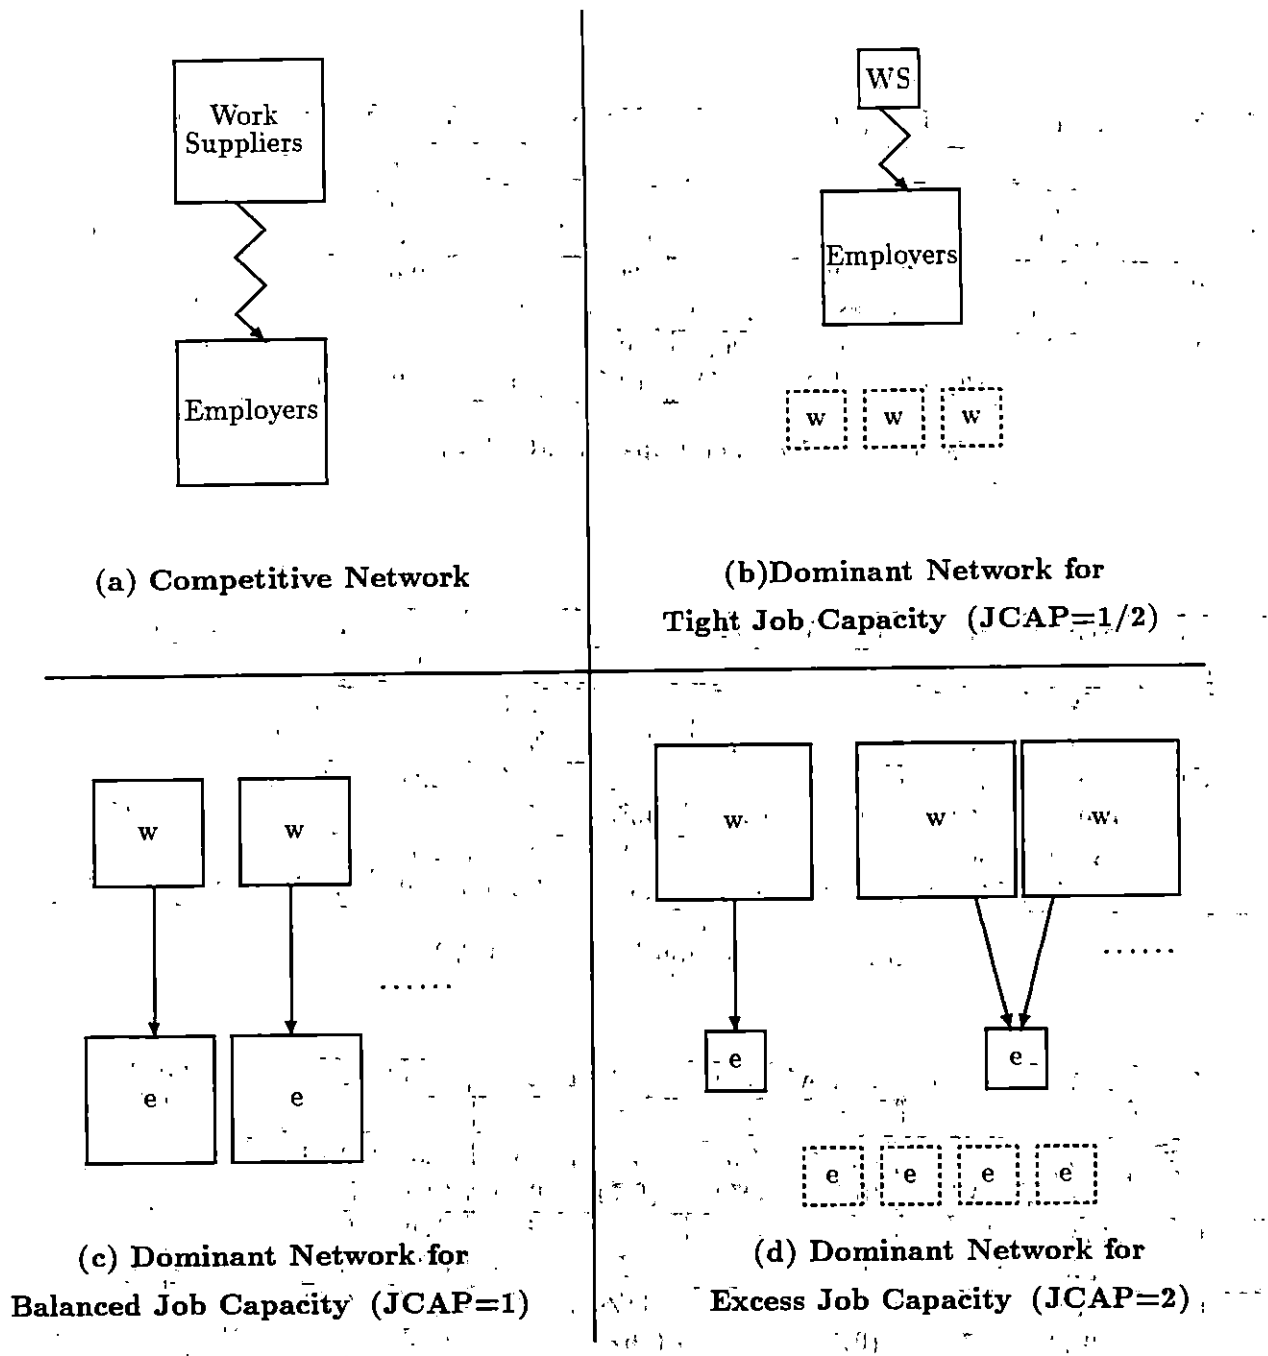 Work
Suppliers
Employers
(a) Competitive Network
WS
Employers
w w w
(b)Dominant Network for
Tight Job Capacity (JCAP=1/2)
w w
......
e e
(c) Dominant Network for
Balanced Job Capacity (JCAP=1)
w w w
......
e e
e e e e
(d) Dominant Network for
Excess Job Capacity (JCAP=2)